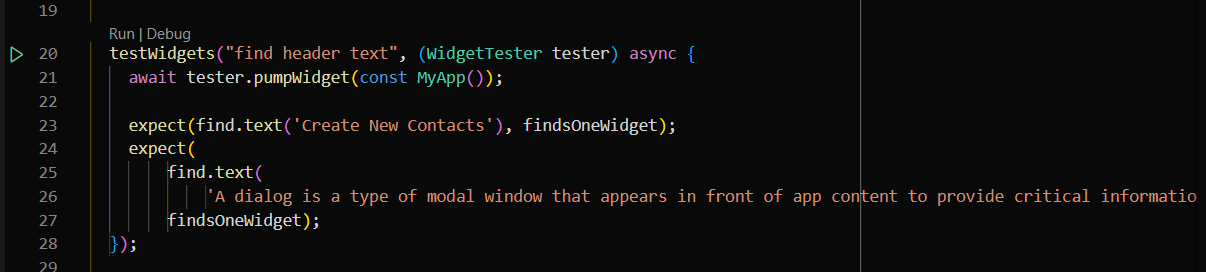 19
Run | Debug
20 testWidgets("find header text", (WidgetTester tester) async {
21 await tester.pumpWidget(const MyApp());
22
23 expect(find.text('Create New Contacts'), findsOneWidget);
24 expect(
25 find.text(
26 'A dialog is a type of modal window that appears in front of app content to provide critical informatio
27 findsOneWidget);
28 });
29